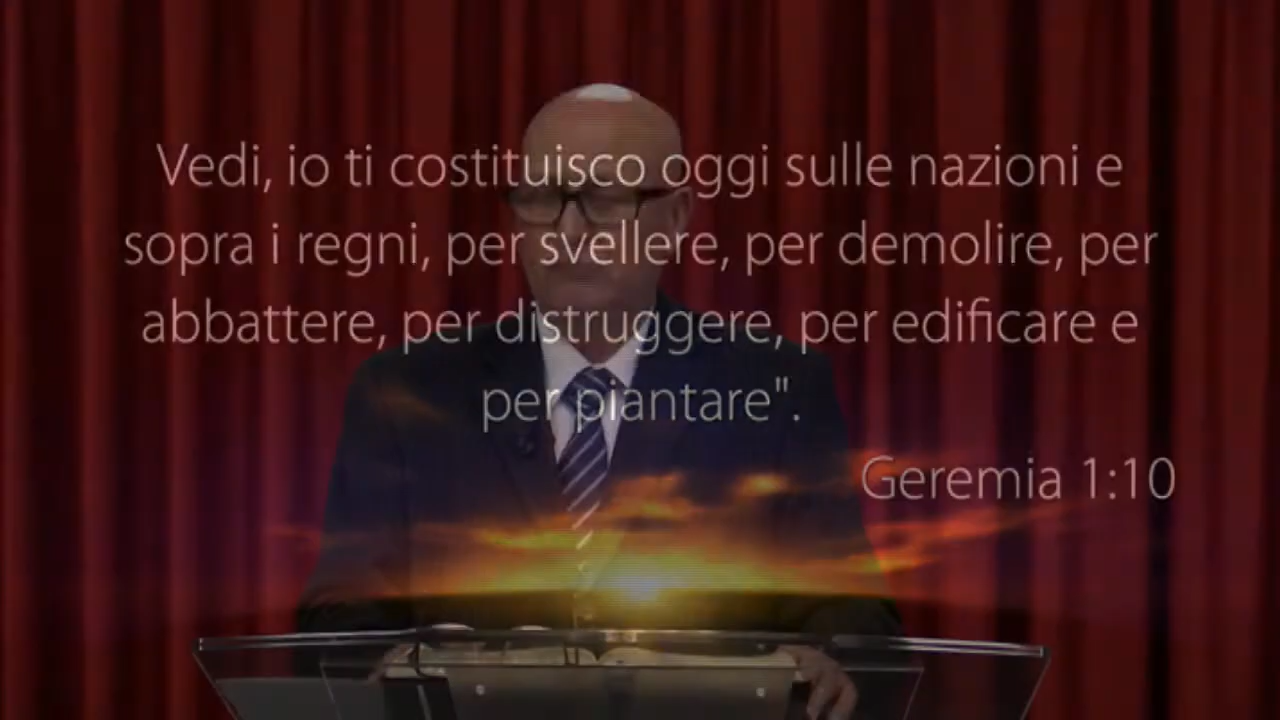 Vedi, io ti costituisco oggi sulle nazioni e
sopra i regni, per svellere, per demolire, per
abbattere, per distruggere, per edificare e
per piantare".
Geremia 1:10